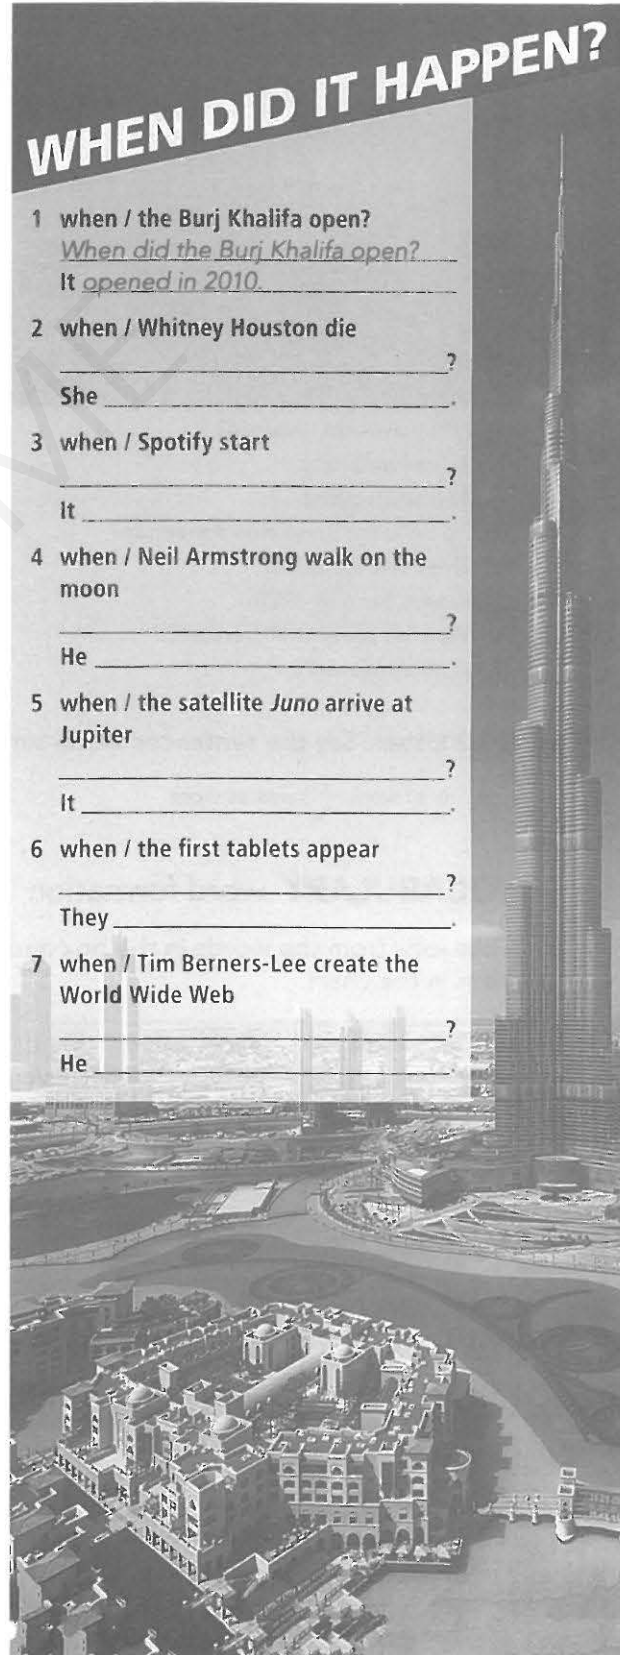 WHEN DID IT HAPPEN?
1 when / the Burj Khalifa open?
When did the Burj Khalifa open?
It opened in 2010.
2 when / Whitney Houston die
?
She .
3 when / Spotify start
?
It .
4 when / Neil Armstrong walk on the
moon
?
He .
5 when / the satellite Juno arrive at
Jupiter
?
It .
6 when / the first tablets appear
?
They .
7 when / Tim Berners-Lee create the
World Wide Web
?
He .